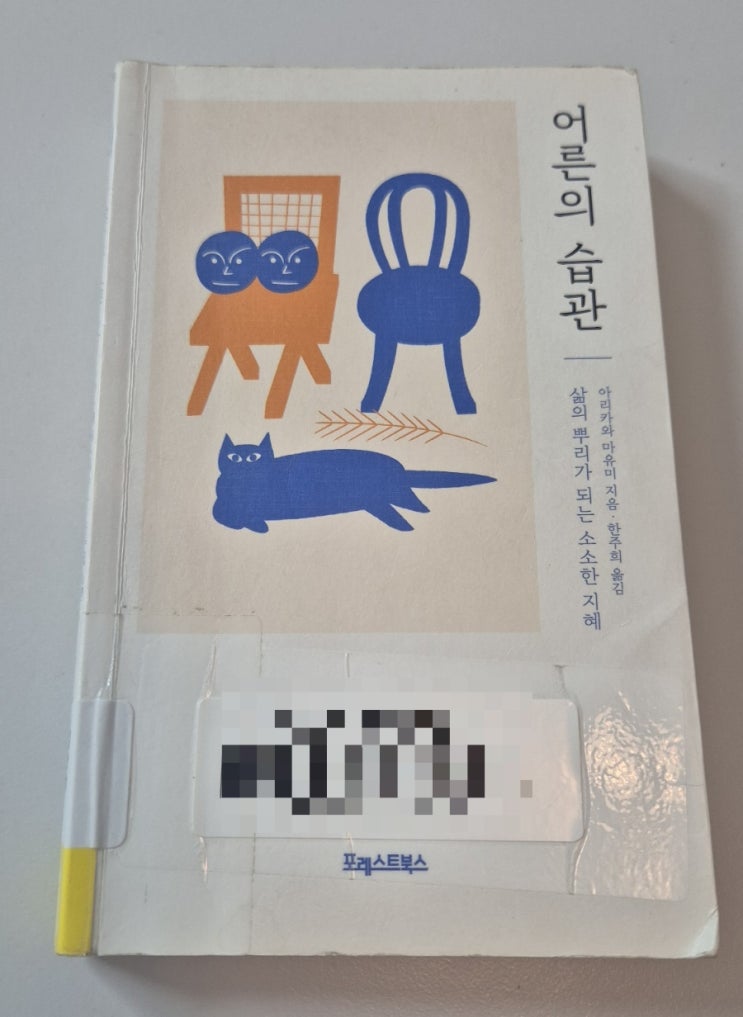 어른의 습관
아리카와 마유미 지음 · 한주희 옮김
삶의 뿌리가 되는 소소한 지혜
포레스트북스